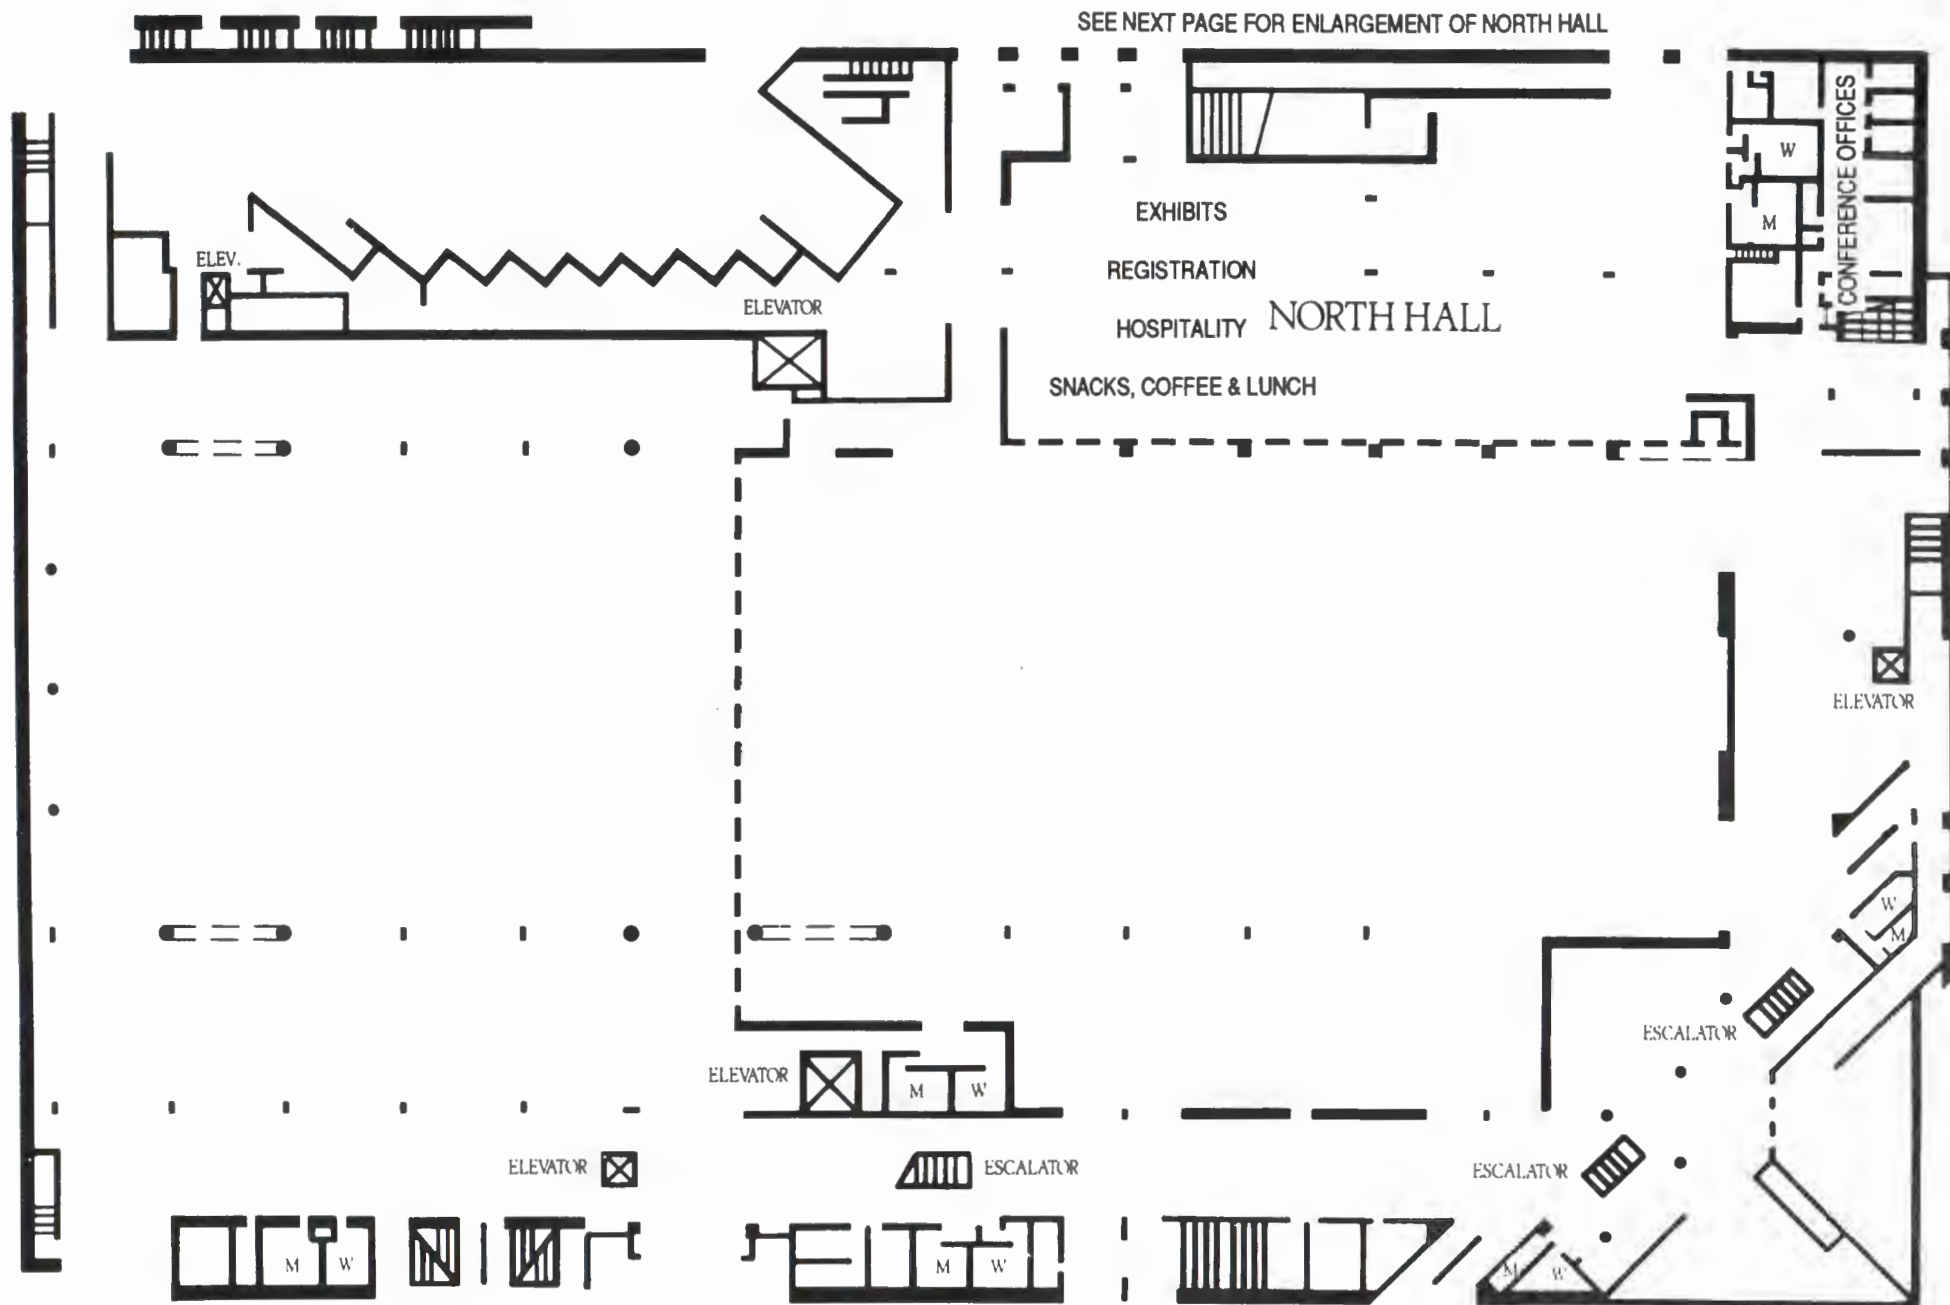 SEE NEXT PAGE FOR ENLARGEMENT OF NORTH HALL
CONFERENCE OFFICES
W
M
EXHIBITS
REGISTRATION
HOSPITALITY
NORTH HALL
SNACKS, COFFEE & LUNCH
ELEV.
ELEVATOR
ELEVATOR
W
M
ESCALATOR
ELEVATOR
M
W
ELEVATOR
ESCALATOR
ESCALATOR
M
W
M
W
M
W